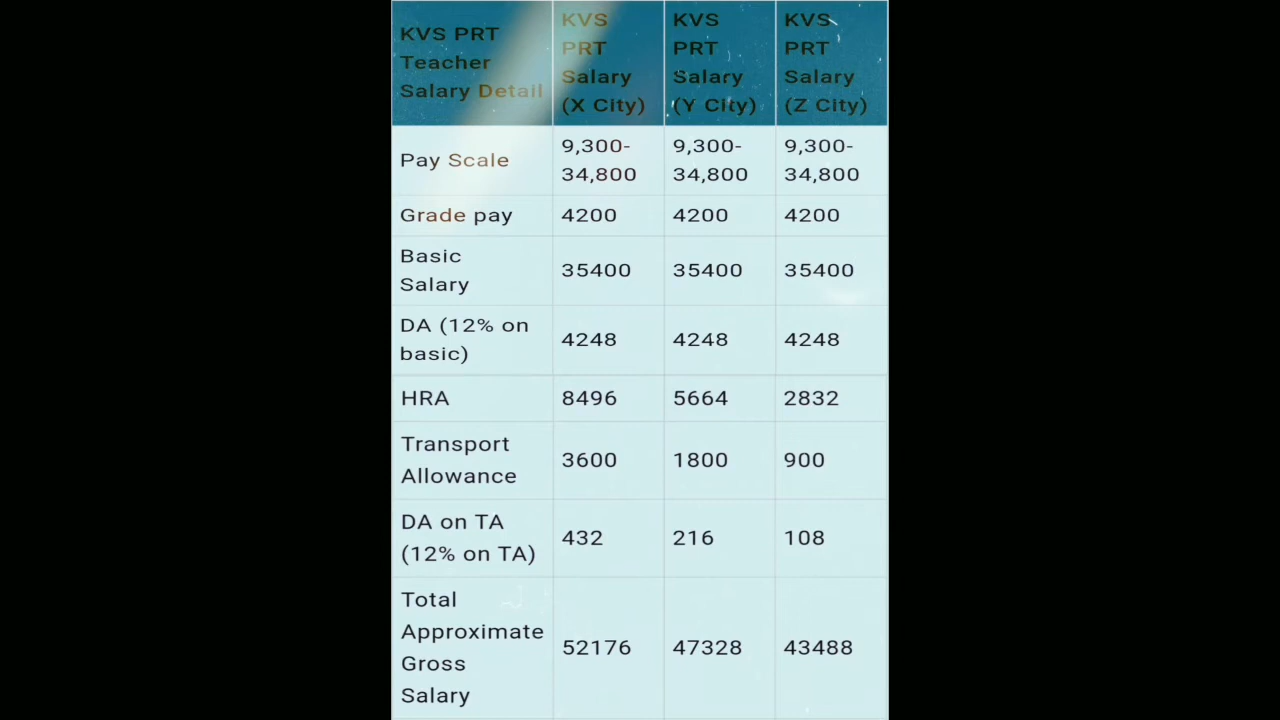 KVS PRT
Teacher
Salary Detail
KVS
PRT
Salary
(X City)
KVS
PRT
Salary
(Y City)
KVS
PRT
Salary
(Z City)
Pay Scale
9,300-
34,800
9,300-
34,800
9,300-
34,800
Grade pay
4200
4200
4200
Basic
Salary
35400
35400
35400
DA (12% on
basic)
4248
4248
4248
HRA
8496
5664
2832
Transport
Allowance
3600
1800
900
DA on TA
(12% on TA)
432
216
108
Total
Approximate
Gross
Salary
52176
47328
43488